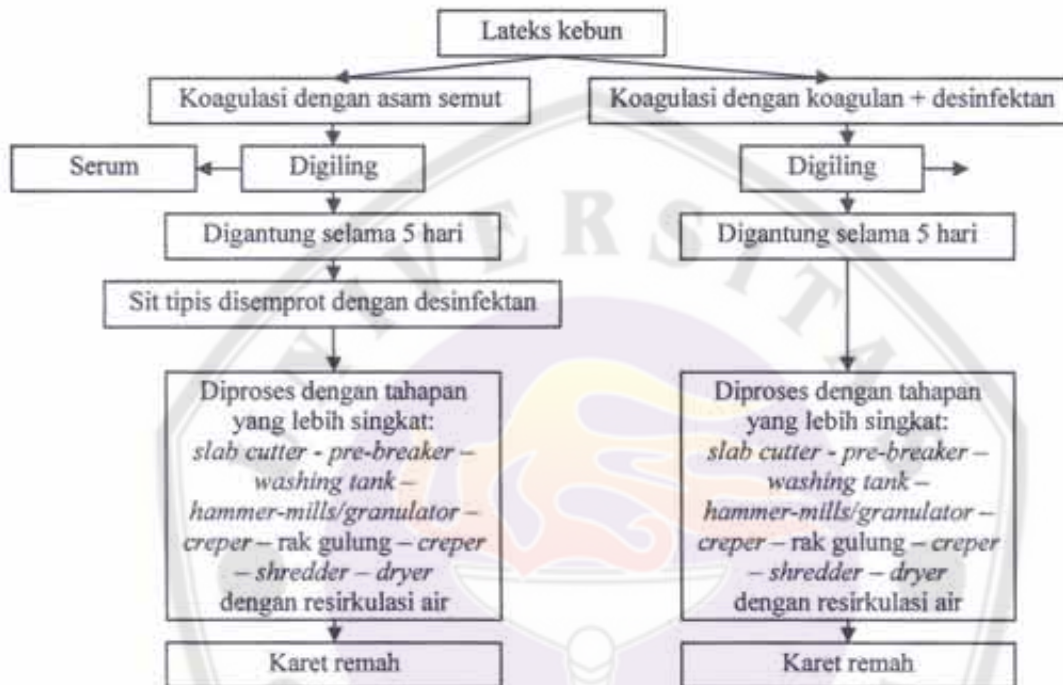 Lateks kebun
Koagulasi dengan asam semut
Koagulasi dengan koagulan + desinfektan
Serum
Digiling
Digiling
Digantung selama 5 hari
Digantung selama 5 hari
Sit tipis disemprot dengan desinfektan
Diproses dengan tahapan
yang lebih singkat:
slab cutter - pre-breaker –
washing tank –
hammer-mills/granulator –
creper – rak gulung – creper
– shredder – dryer
dengan resirkulasi air
Diproses dengan tahapan
yang lebih singkat:
slab cutter - pre-breaker –
washing tank –
hammer-mills/granulator –
creper – rak gulung – creper
– shredder – dryer
dengan resirkulasi air
Karet remah
Karet remah
UNIVERSITA